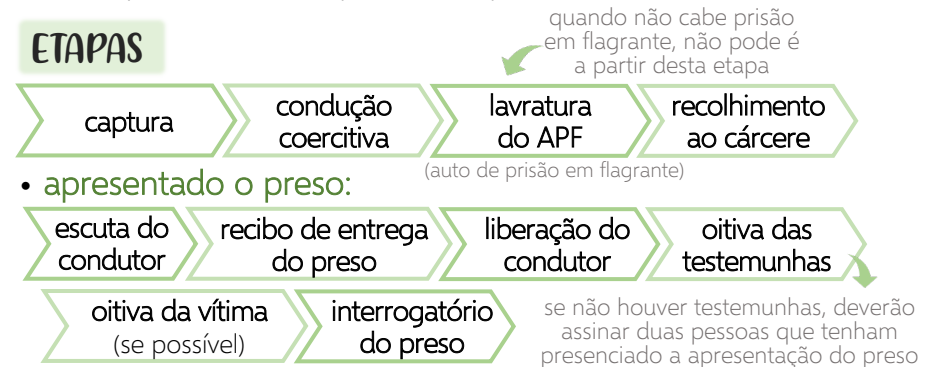 ETAPAS
quando não cabe prisão
em flagrante, não pode é
a partir desta etapa
captura
condução
coercitiva
lavratura
do APF
recolhimento
ao cárcere
(auto de prisão em flagrante)
• apresentado o preso:
escuta do
condutor
recibo de entrega
do preso
liberação do
condutor
oitiva das
testemunhas
oitiva da vítima
(se possível)
interrogatório
do preso
se não houver testemunhas, deverão
assinar duas pessoas que tenham
presenciado a apresentação do preso